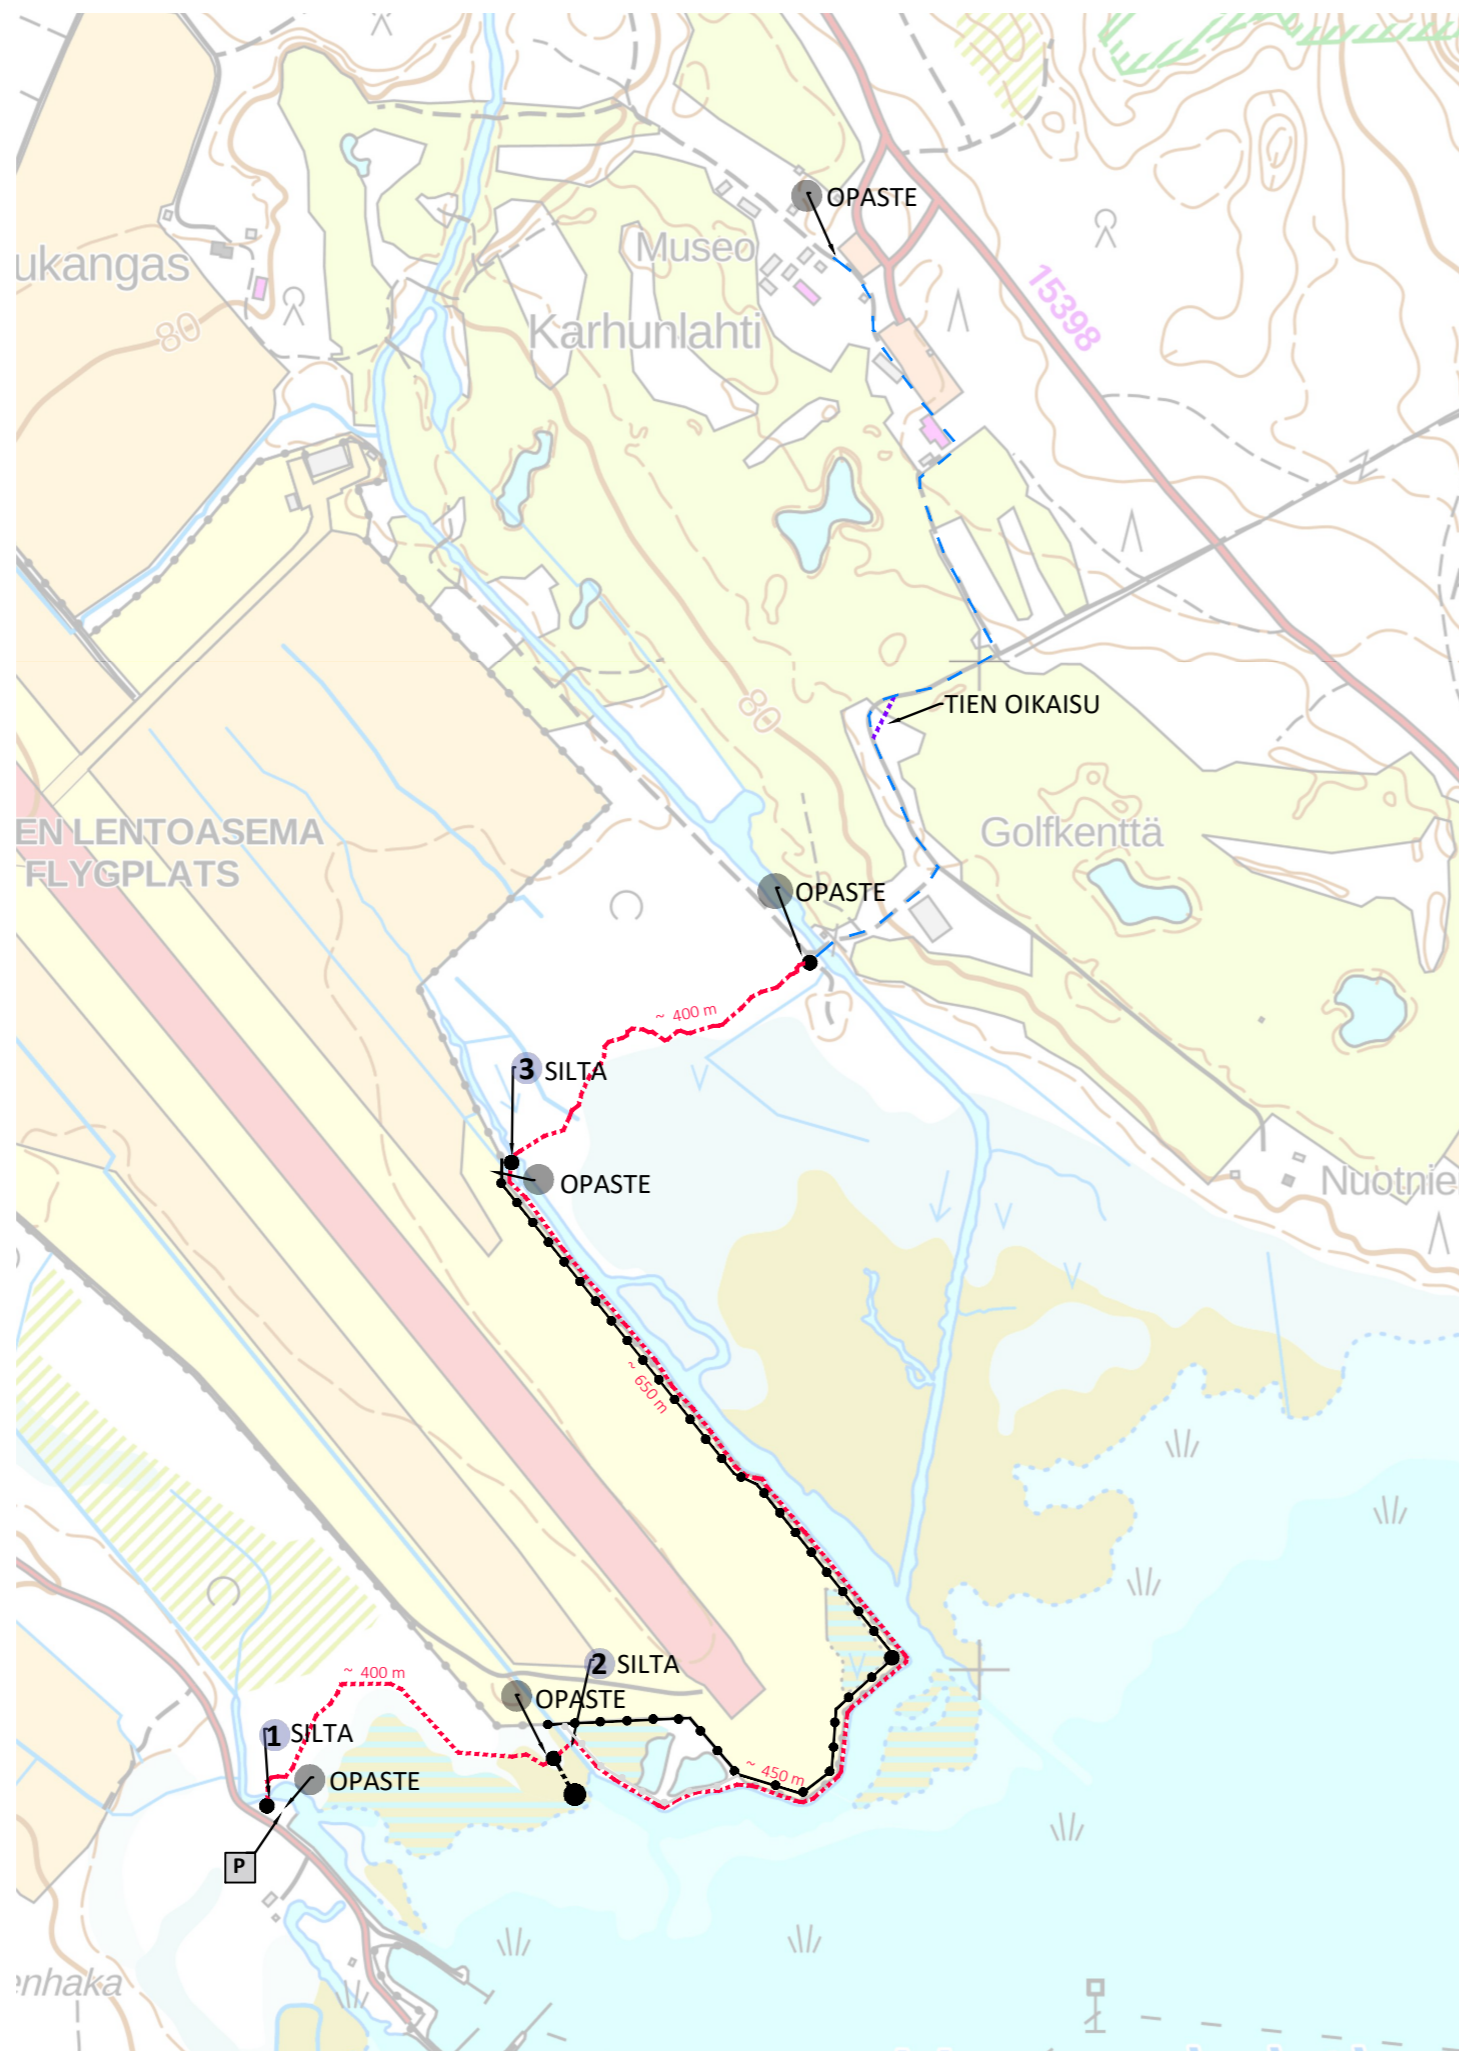 OPASTE
Museo
ukangas
15398
Karhunlahti
80
80
TIEN OIKAISU
EN LENTOASEMA
FLYGPLATS
Golfkenttä
OPASTE
~ 400 m
3 SILTA
OPASTE
Nuotnie
~ 650 m
2 SILTA
~ 400 m
OPASTE
1 SILTA
~ 450 m
OPASTE
P
enhaka